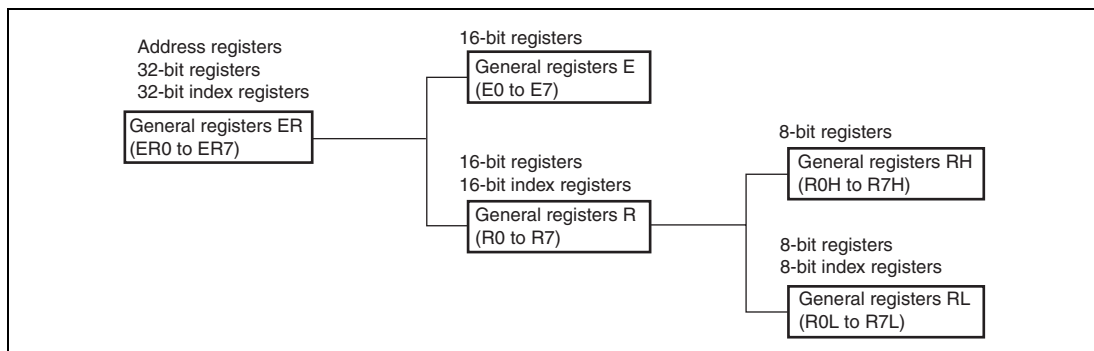 Address registers
32-bit registers
32-bit index registers
General registers ER
(ER0 to ER7)
16-bit registers
General registers E
(E0 to E7)
16-bit registers
16-bit index registers
General registers R
(R0 to R7)
8-bit registers
General registers RH
(R0H to R7H)
8-bit registers
8-bit index registers
General registers RL
(R0L to R7L)